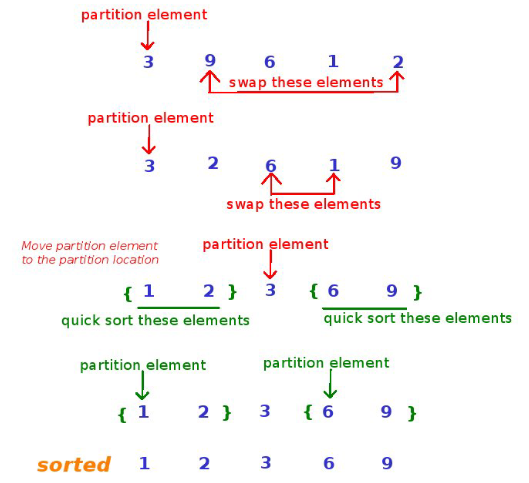 partition element
3 9 6 1 2
swap these elements
partition element
3 2 6 1 9
swap these elements
Move partition element
to the partition location
partition element
{ 1 2 } 3 { 6 9 }
quick sort these elements
quick sort these elements
partition element
partition element
{ 1 2 } 3 { 6 9 }
sorted 1 2 3 6 9